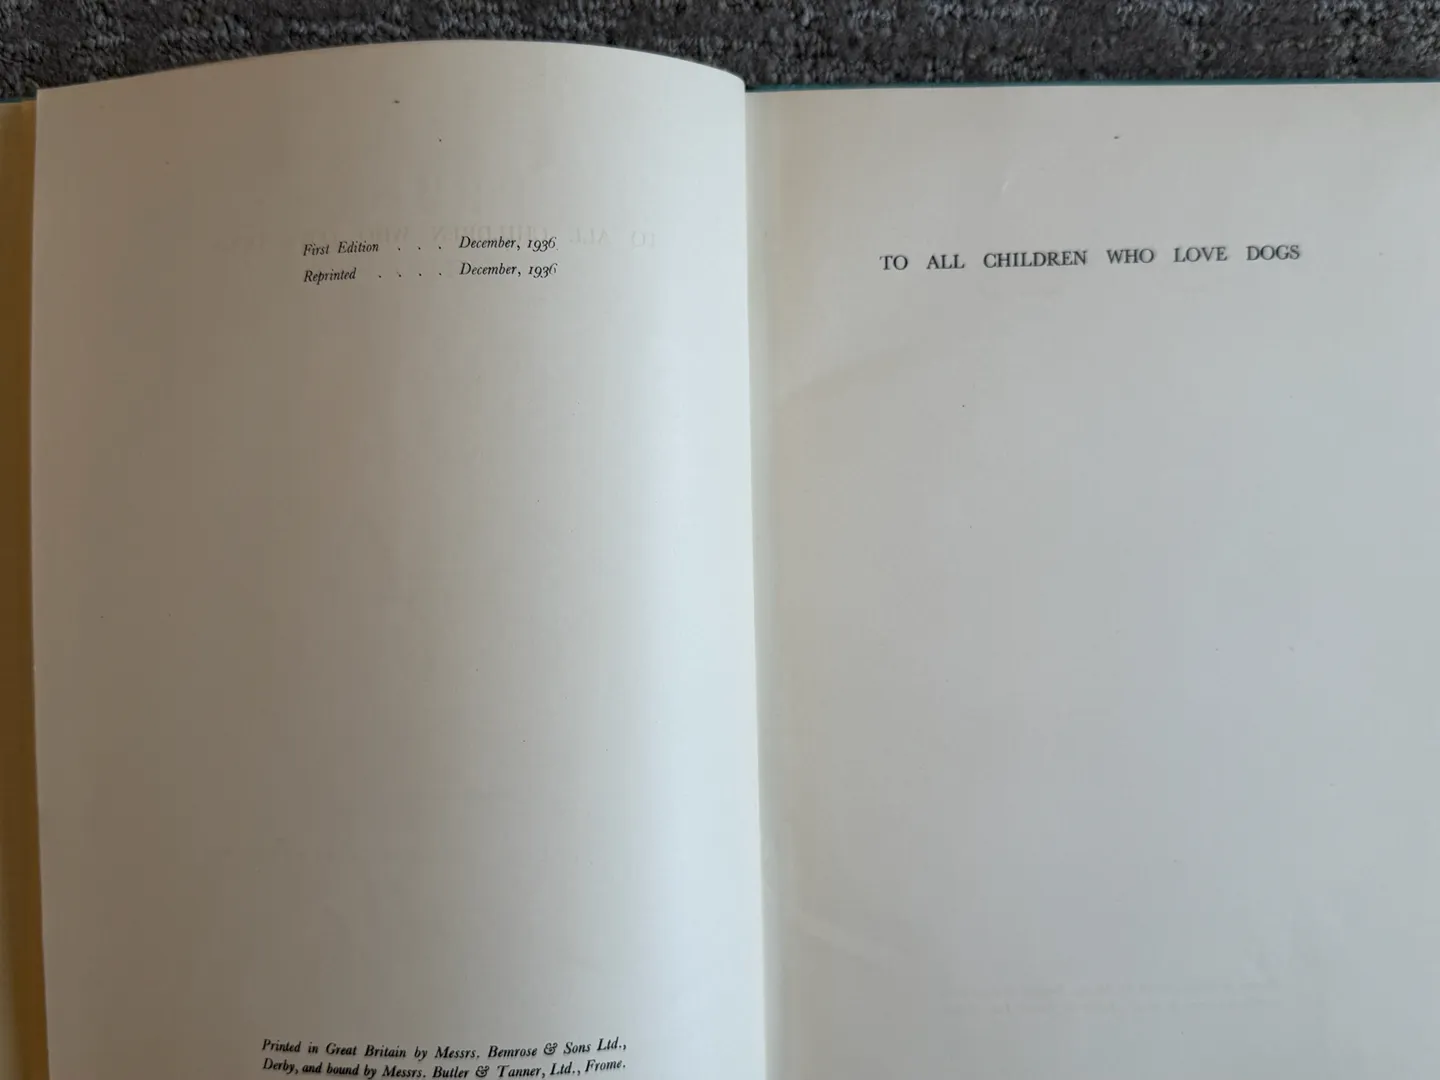 First Edition . . . December, 1936
Reprinted . . . . December, 1936
Printed in Great Britain by Messrs. Bemrose & Sons Ltd.,
Derby, and bound by Messrs. Butler & Tanner, Ltd., Frome.
TO ALL CHILDREN WHO LOVE DOGS